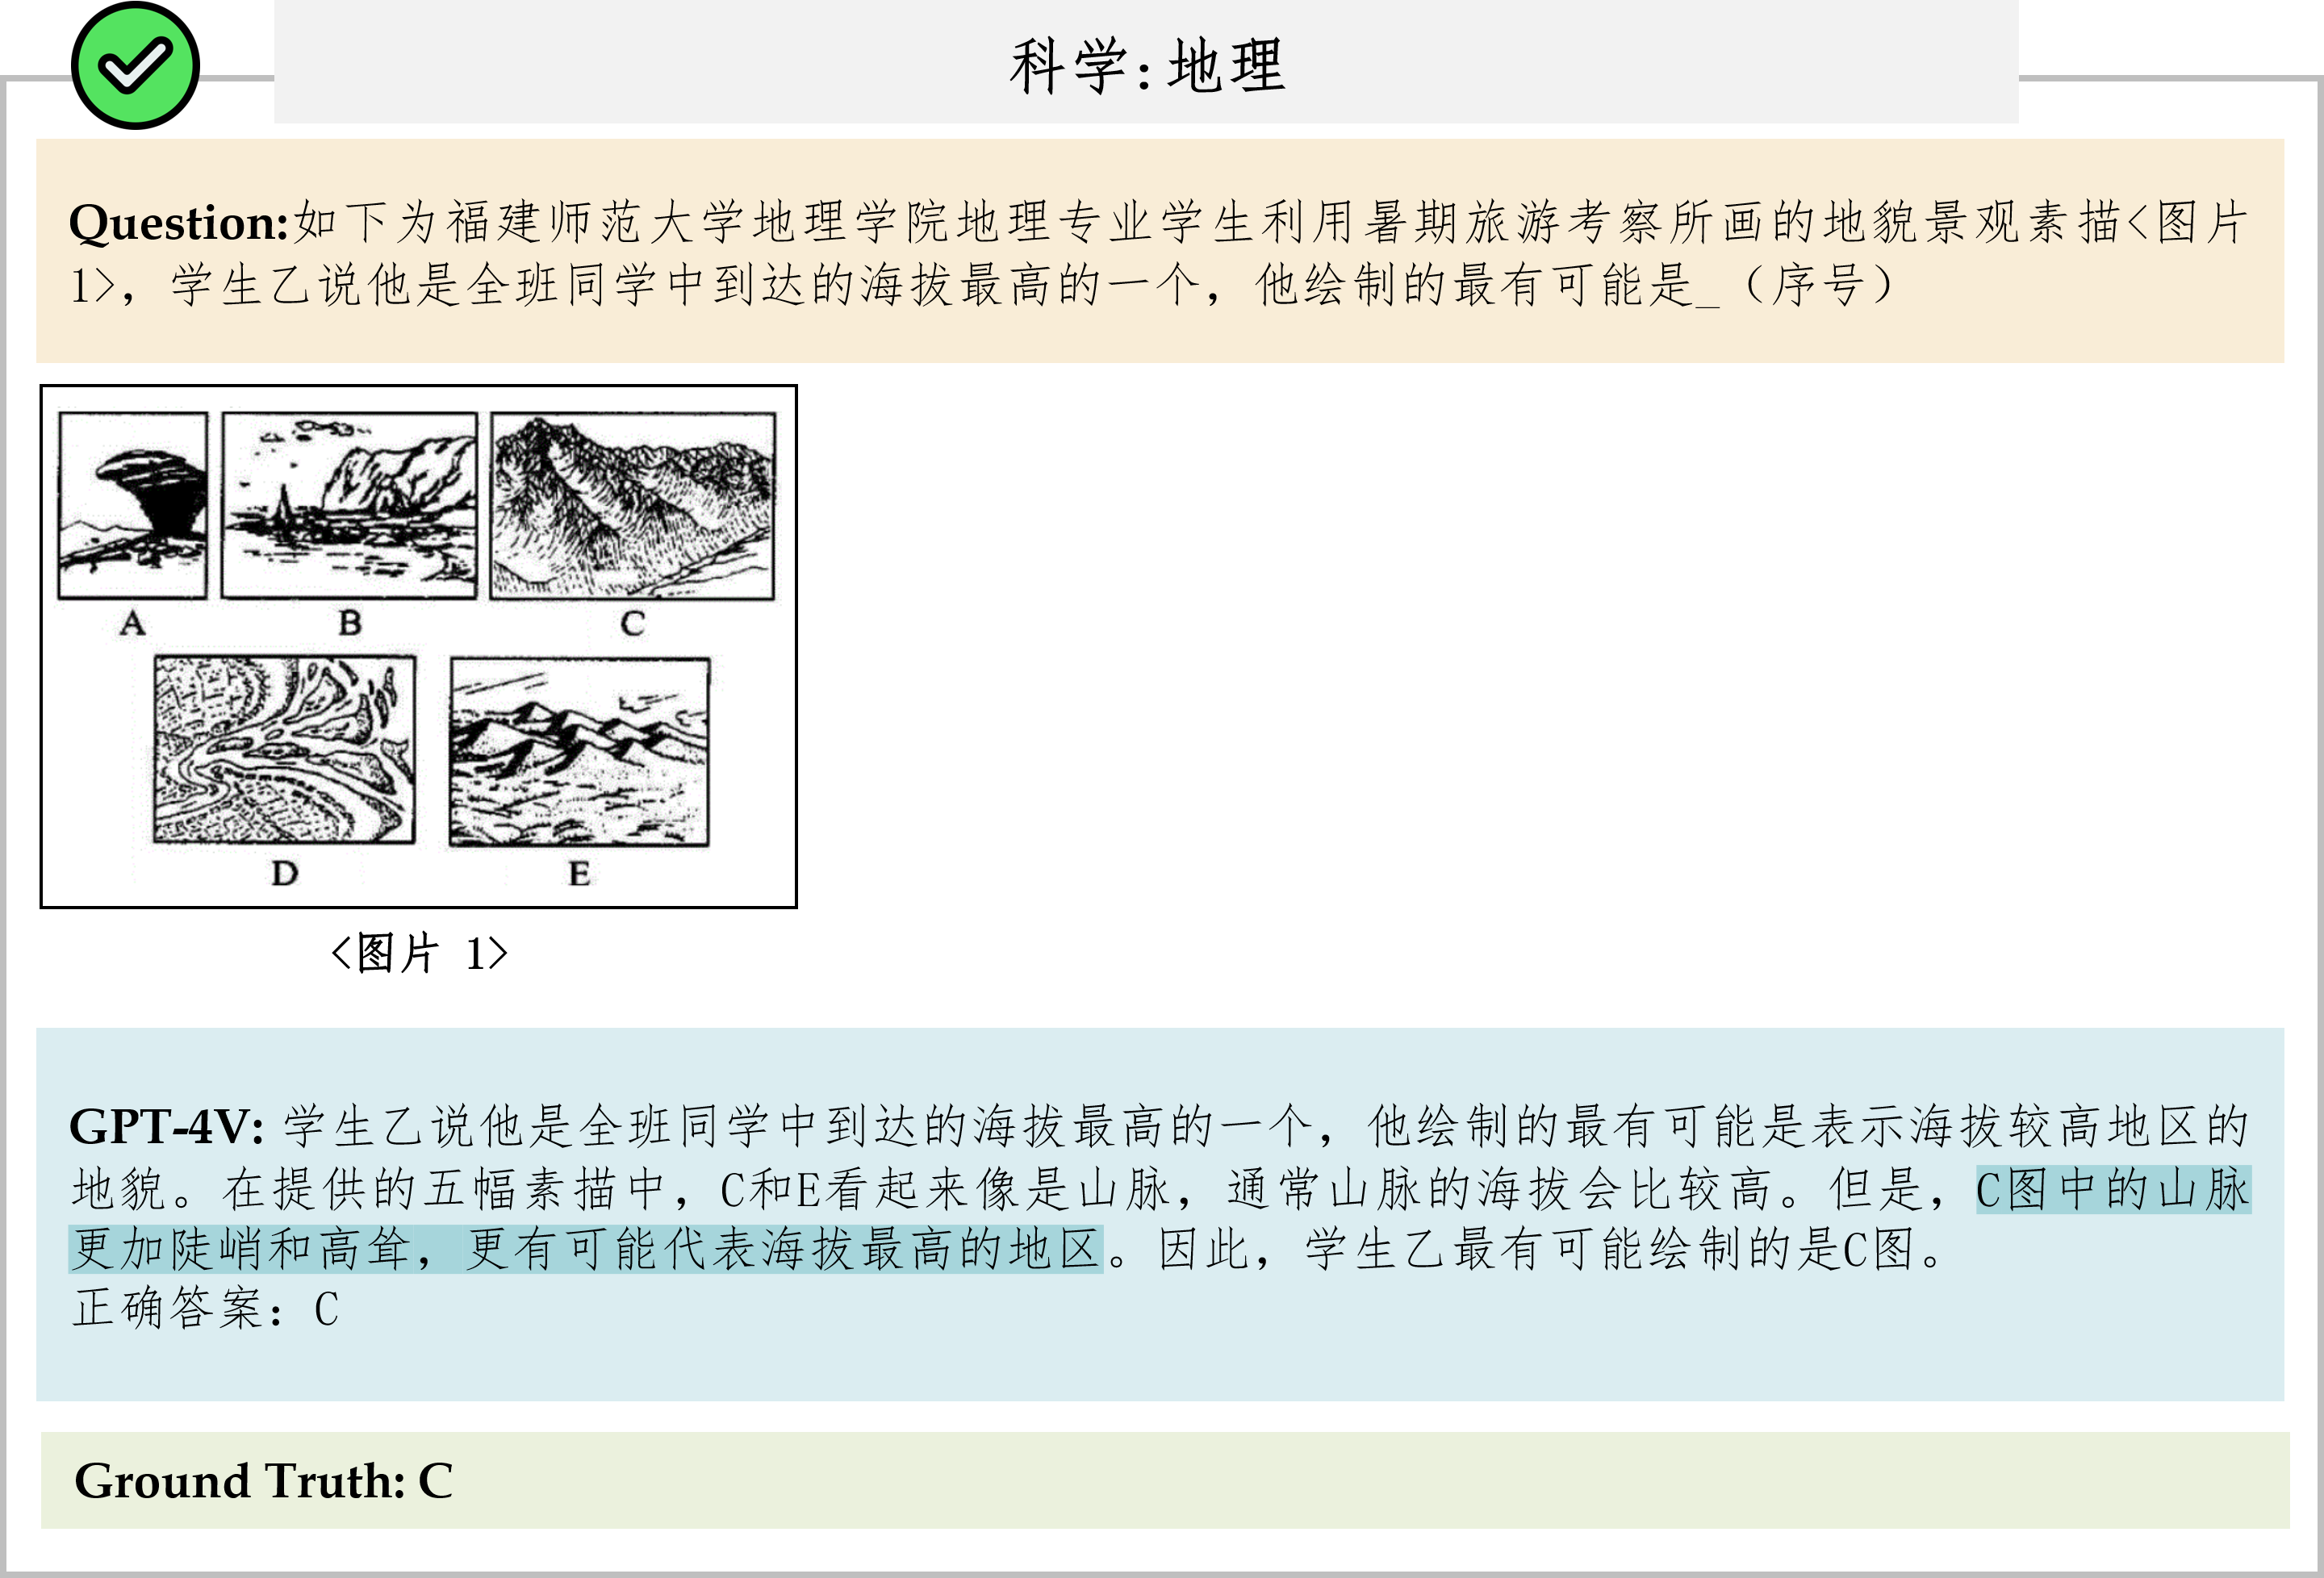 科学：地理
Question:如下为福建师范大学地理学院地理专业学生利用暑期旅游考察所画的地貌景观素描<图片
1>，学生乙说他是全班同学中到达的海拔最高的一个，他绘制的最有可能是_（序号）
A
B
C
D
E
<图片 1>
GPT-4V: 学生乙说他是全班同学中到达的海拔最高的一个，他绘制的最有可能是表示海拔较高地区的
地貌。在提供的五幅素描中，C和E看起来像是山脉，通常山脉的海拔会比较高。但是，C图中的山脉
更加陡峭和高耸，更有可能代表海拔最高的地区。因此，学生乙最有可能绘制的是C图。
正确答案：C
Ground Truth: C